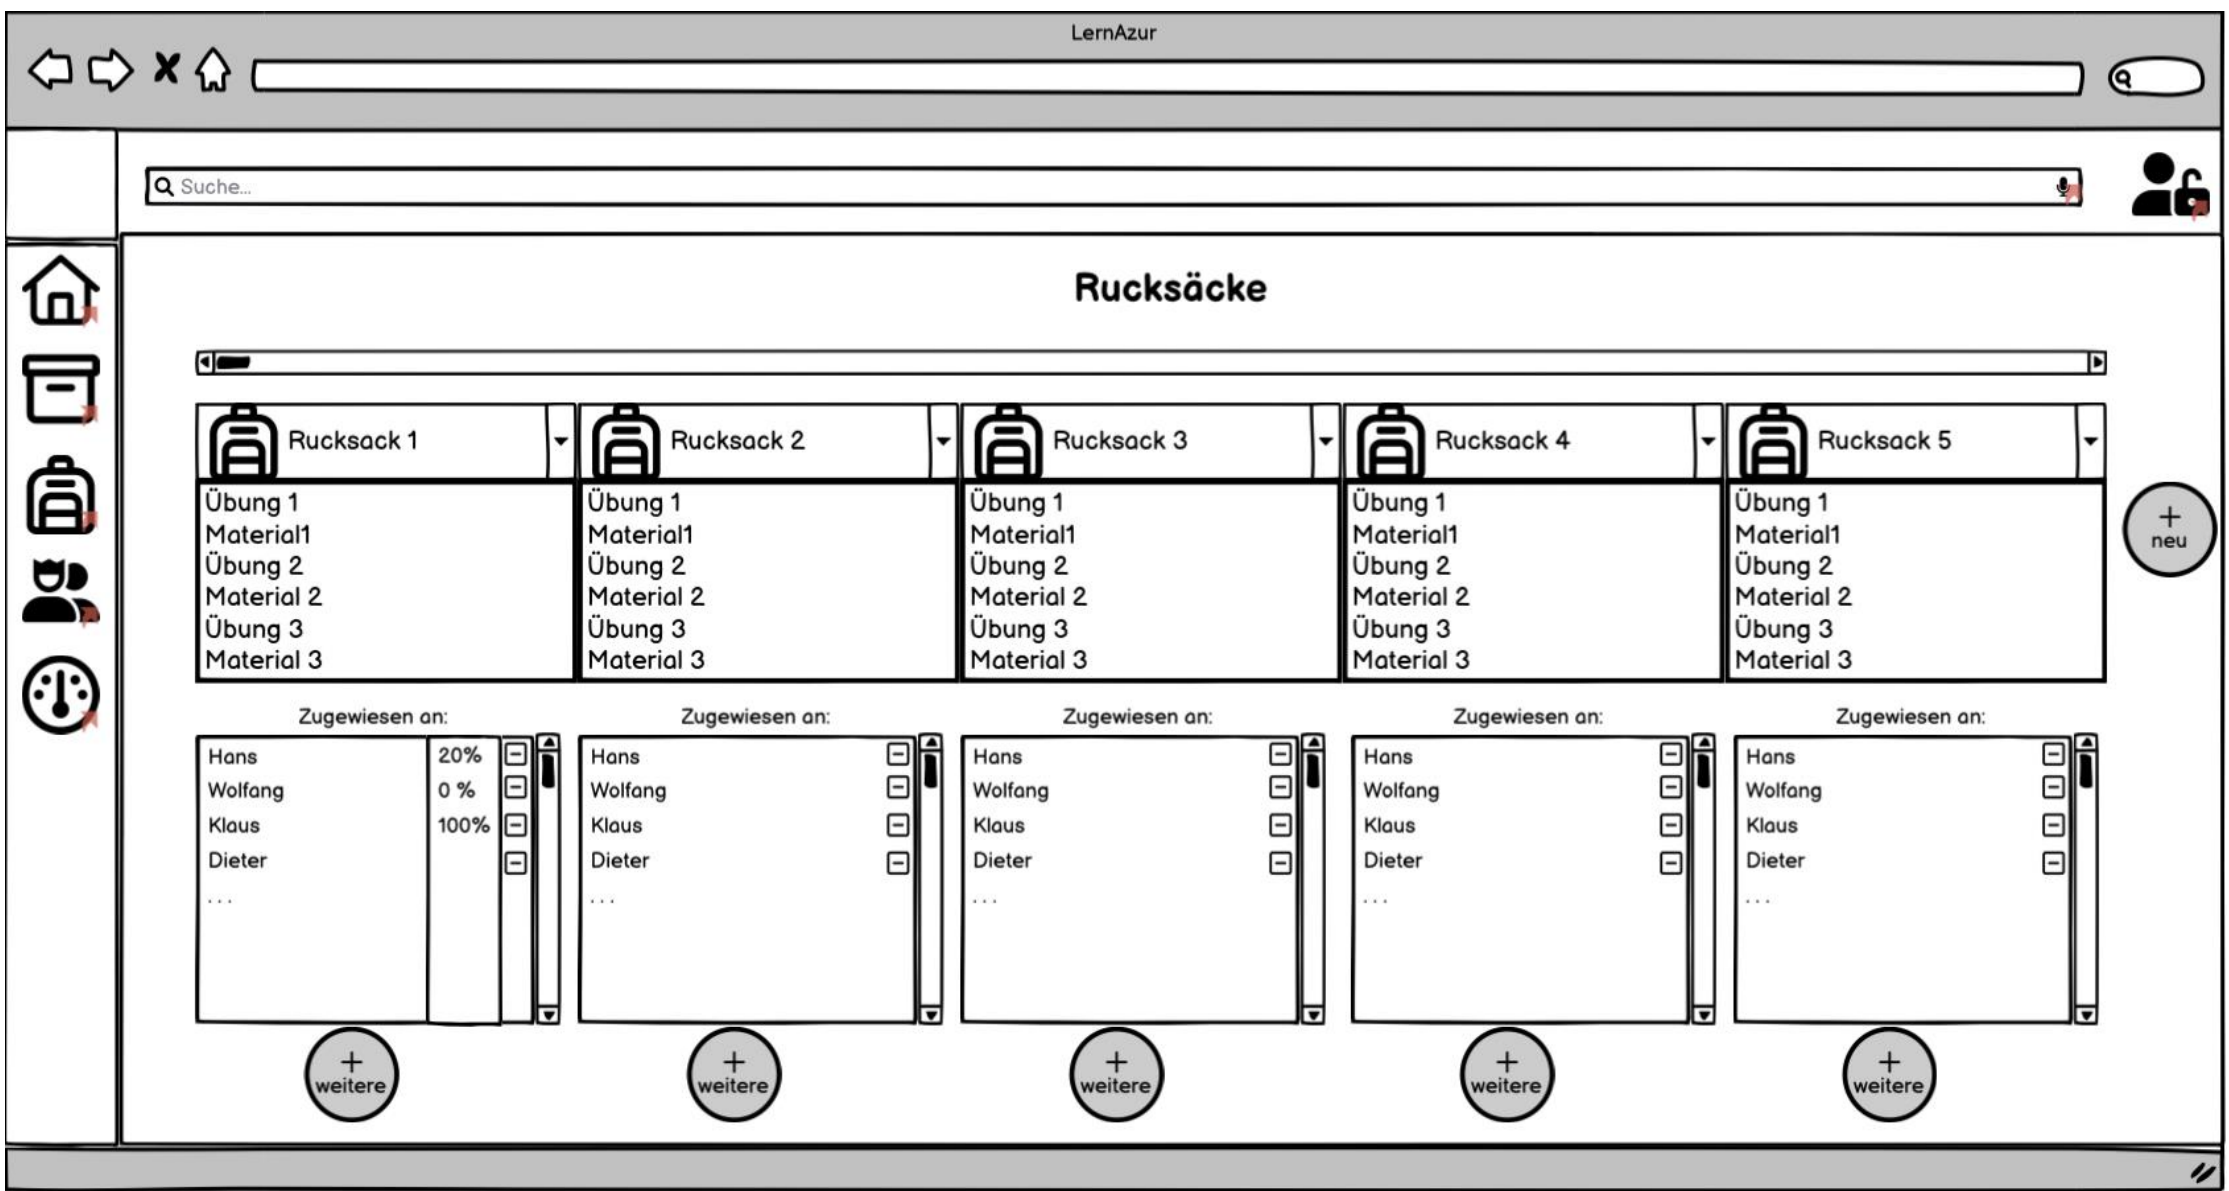 LernAzur
Suche...
Rucksäcke
Rucksack 1
Übung 1
Material1
Übung 2
Material 2
Übung 3
Material 3
Rucksack 2
Übung 1
Material1
Übung 2
Material 2
Übung 3
Material 3
Rucksack 3
Übung 1
Material1
Übung 2
Material 2
Übung 3
Material 3
Rucksack 4
Übung 1
Material1
Übung 2
Material 2
Übung 3
Material 3
Rucksack 5
Übung 1
Material1
Übung 2
Material 2
Übung 3
Material 3
+
neu
Zugewiesen an:
Hans 20%
Wolfang 0 %
Klaus 100%
Dieter
...
+
weitere
Zugewiesen an:
Hans
Wolfang
Klaus
Dieter
...
+
weitere
Zugewiesen an:
Hans
Wolfang
Klaus
Dieter
...
+
weitere
Zugewiesen an:
Hans
Wolfang
Klaus
Dieter
...
+
weitere
Zugewiesen an:
Hans
Wolfang
Klaus
Dieter
...
+
weitere